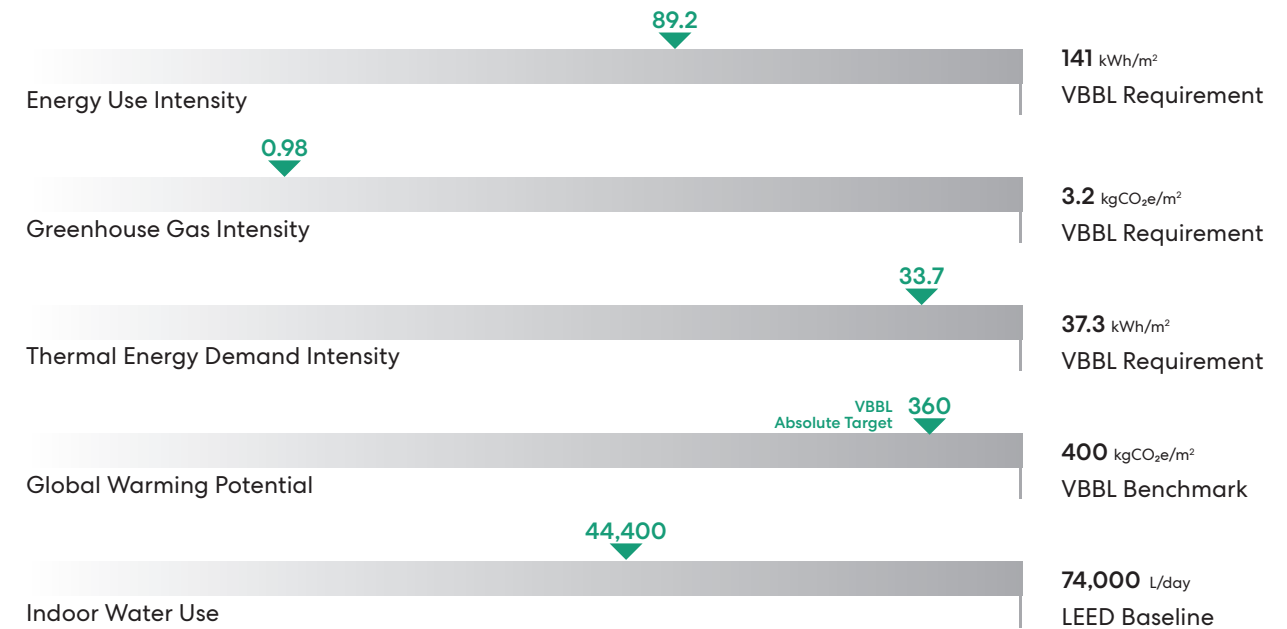 89.2
141 kWh/m²
Energy Use Intensity
VBBL Requirement
0.98
3.2 kgCO₂e/m²
Greenhouse Gas Intensity
VBBL Requirement
33.7
37.3 kWh/m²
Thermal Energy Demand Intensity
VBBL Requirement
VBBL 360
Absolute Target
400 kgCO₂e/m²
Global Warming Potential
VBBL Benchmark
44,400
74,000 L/day
Indoor Water Use
LEED Baseline